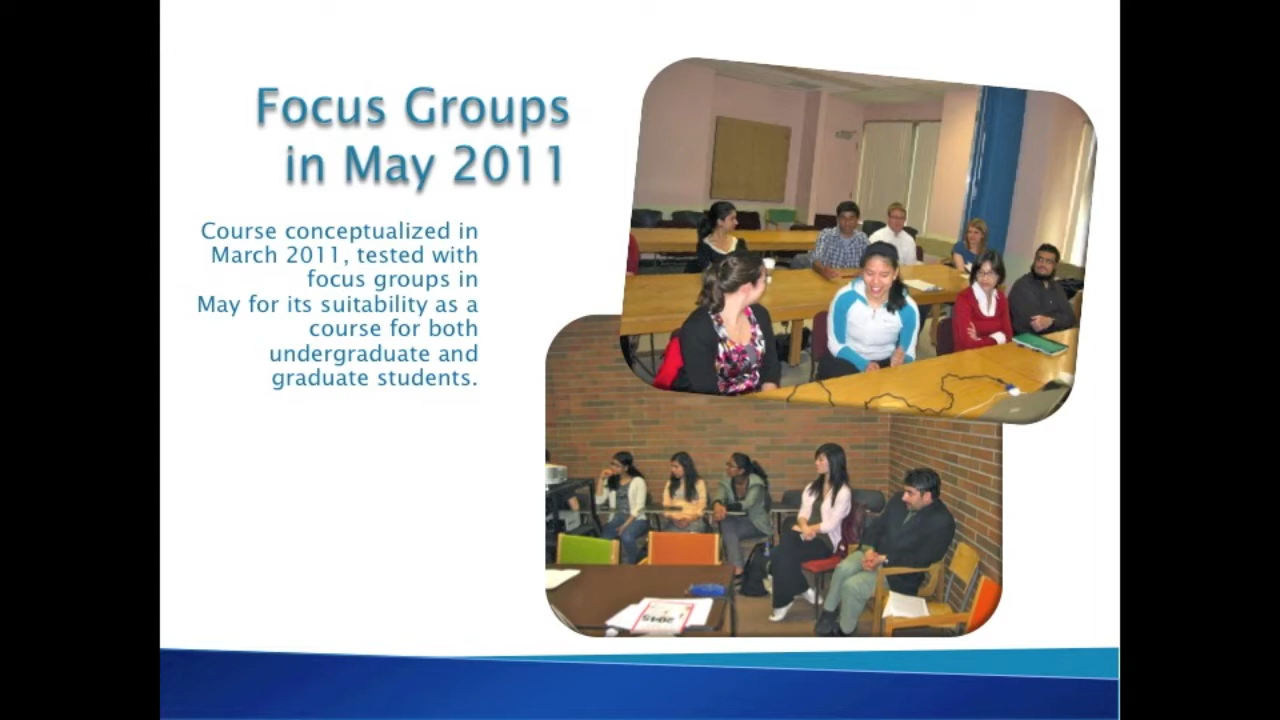 Focus Groups
in May 2011
Course conceptualized in
March 2011, tested with
focus groups in
May for its suitability as a
course for both
undergraduate and
graduate students.